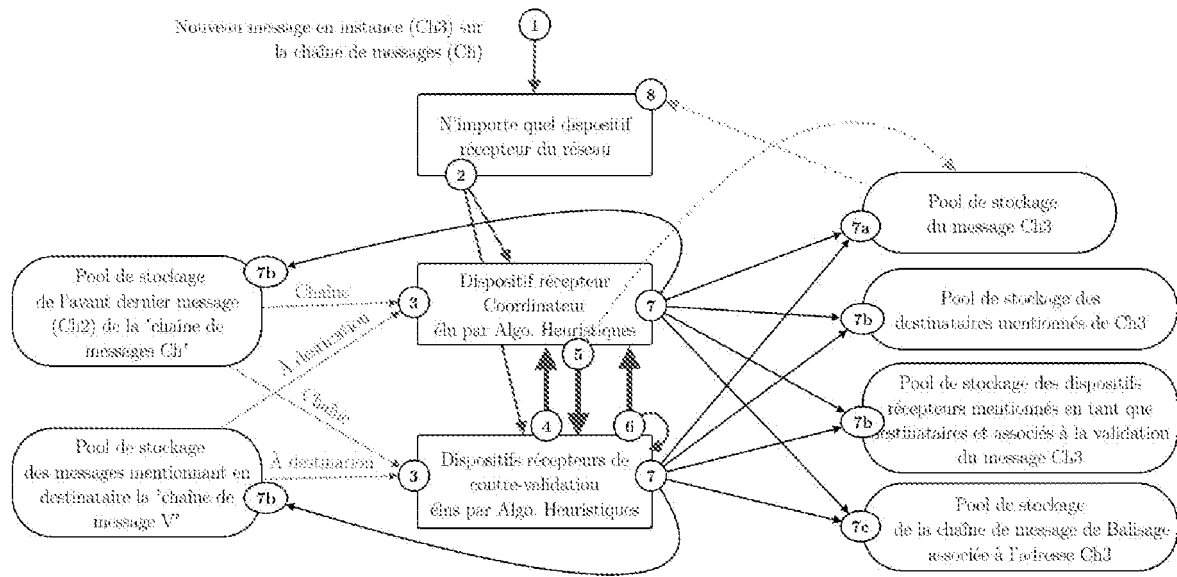 Nouveau message en instance (Ch3) sur
la chaîne de messages (Ch)
1
8
N'importe quel dispositif
récepteur du réseau
2
Pool de stockage
du message Ch3
7a
7b
Pool de stockage
de l'avant dernier message
(Ch2) de la "chaîne de
messages Ch"
Chaîne
3
Dispositif récepteur
Coordinateur
élu par Algo. Heuristiques
7
5
Pool de stockage des
destinataires mentionnés de Ch3
7b
À destination
Chaîne
4
6
Pool de stockage des dispositifs
récepteurs mentionnés en tant que
destinataires et associés à la validation
du message Ch3
7b
Pool de stockage
des messages mentionnant en
destinataire la "chaîne de
message V"
7b
À destination
3
Dispositifs récepteurs de
contre-validation
élus par Algo. Heuristiques
7
Pool de stockage
de la chaîne de message de Balisage
associée à l'adresse Ch3
7c